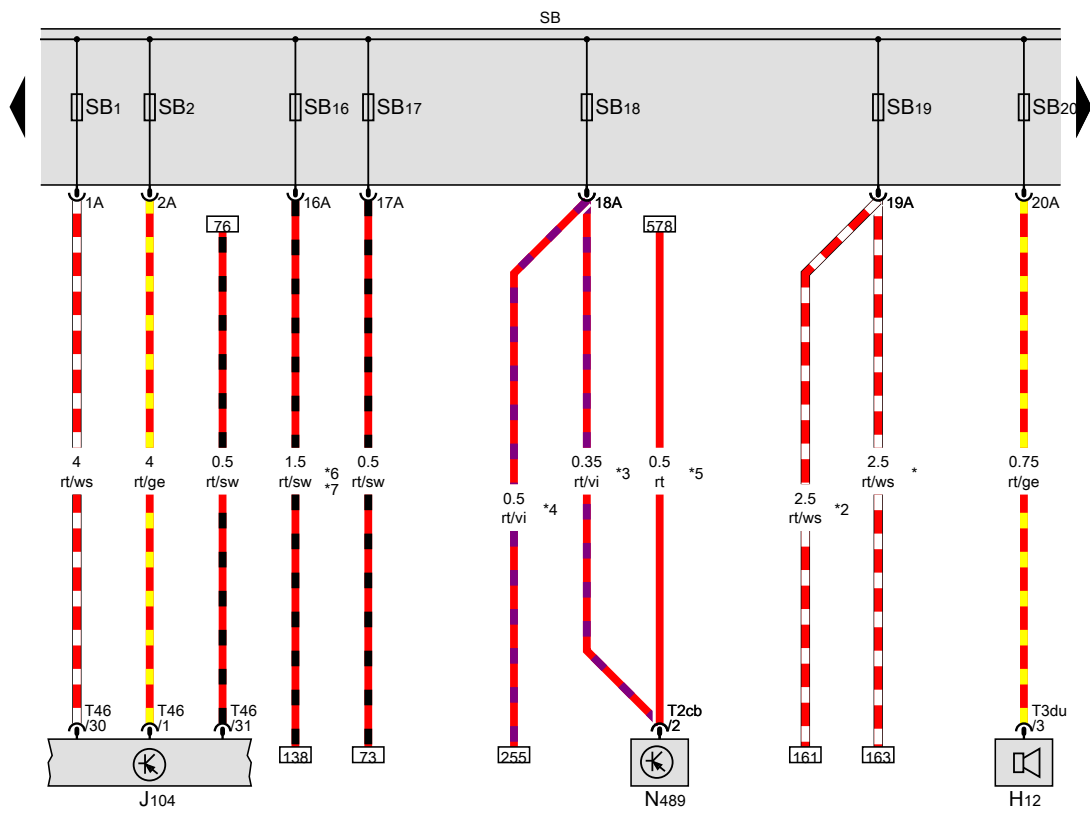 SB
SB1 SB2 SB16 SB17 SB18 SB19 SB20
1A 2A 16A 17A 18A 19A 20A
76 578
4 4 0.5 1.5 0.5 0.35 0.5 2.5 0.75
rt/ws rt/ge rt/sw rt/sw *6 rt/sw rt/vi *3 rt *5 rt/ws * rt/ge
*7
0.5 2.5
rt/vi *4 rt/ws *2
T46 T46 T46 T2cb T3du
/30 /1 /31 /2 /3
138 73 255 161 163
J104 N489 H12